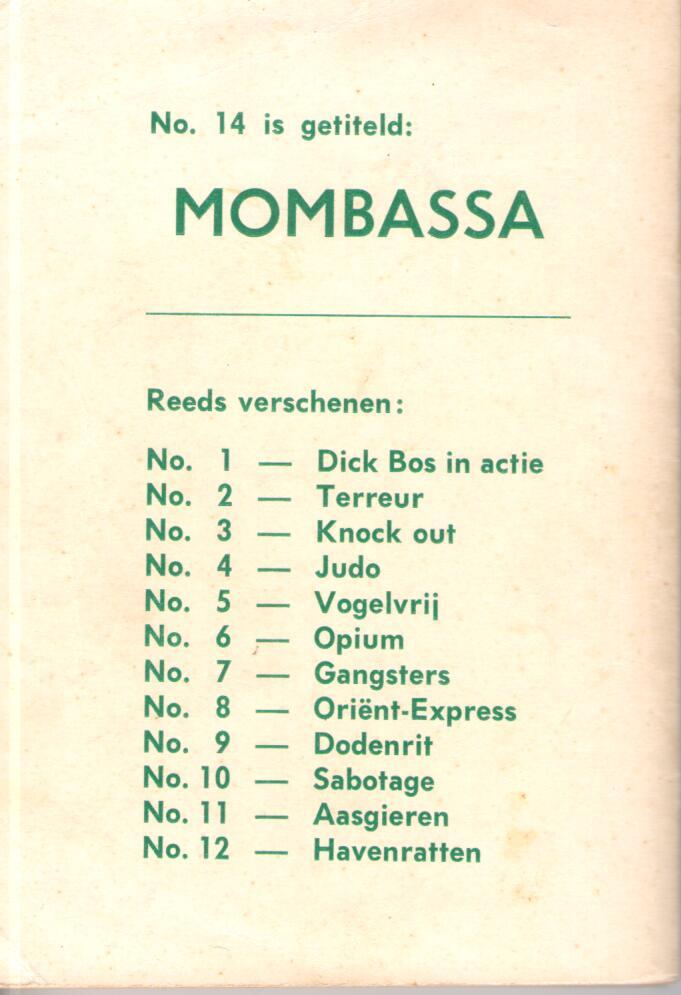 No. 14 is getiteld:
MOMBASSA
Reeds verschenen:
No. 1 — Dick Bos in actie
No. 2 — Terreur
No. 3 — Knock out
No. 4 — Judo
No. 5 — Vogelvrij
No. 6 — Opium
No. 7 — Gangsters
No. 8 — Oriënt-Express
No. 9 — Dodenrit
No. 10 — Sabotage
No. 11 — Aasgieren
No. 12 — Havenratten